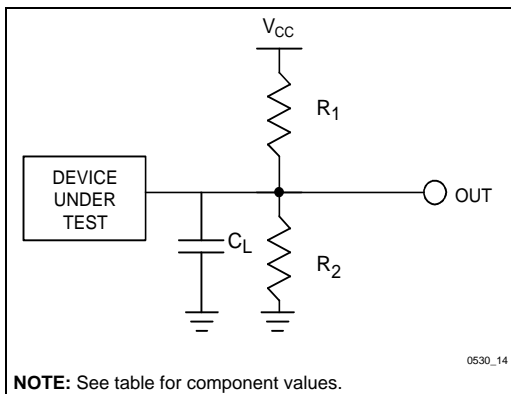 VCC
R1
DEVICE
UNDER
TEST
OUT
CL
R2
0530_14
NOTE: See table for component values.